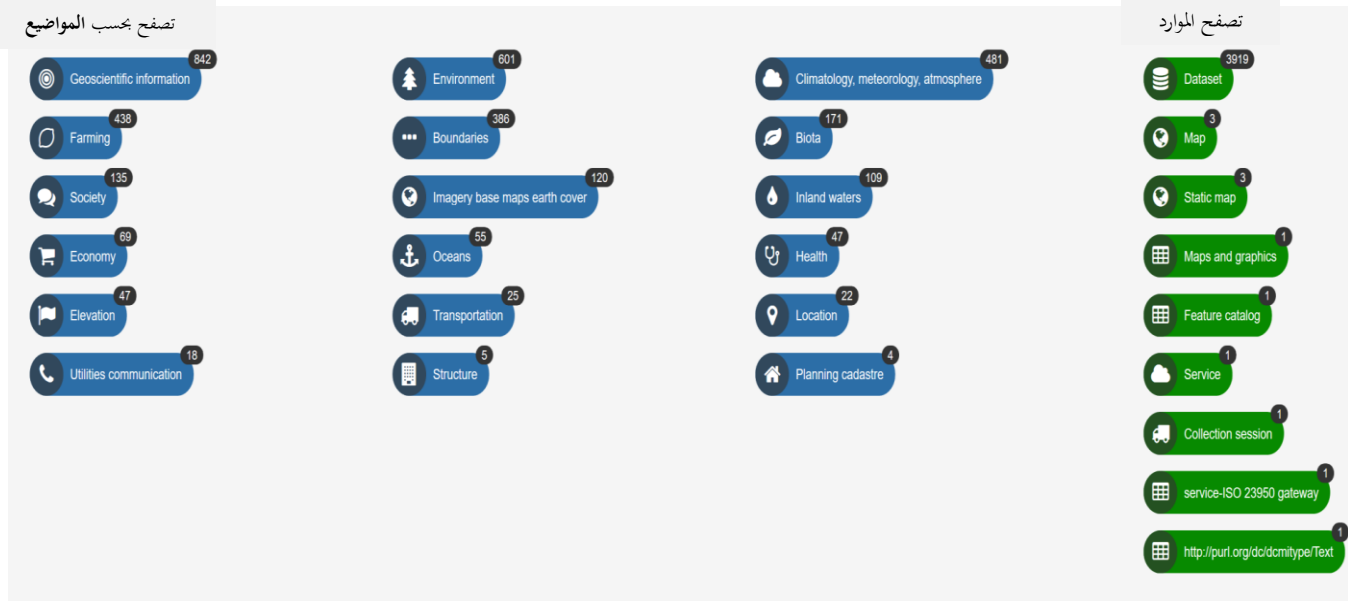 تصفح بحسب المواضيع
تصفح الموارد
842
Geoscientific information
601
Environment
481
Climatology, meteorology, atmosphere
3919
Dataset
438
Farming
386
Boundaries
171
Biota
3
Map
135
Society
120
Imagery base maps earth cover
109
Inland waters
3
Static map
69
Economy
55
Oceans
47
Health
1
Maps and graphics
47
Elevation
25
Transportation
22
Location
1
Feature catalog
18
Utilities communication
5
Structure
4
Planning cadastre
1
Service
1
Collection session
1
service-ISO 23950 gateway
1
http://purl.org/dc/dcmitype/Text